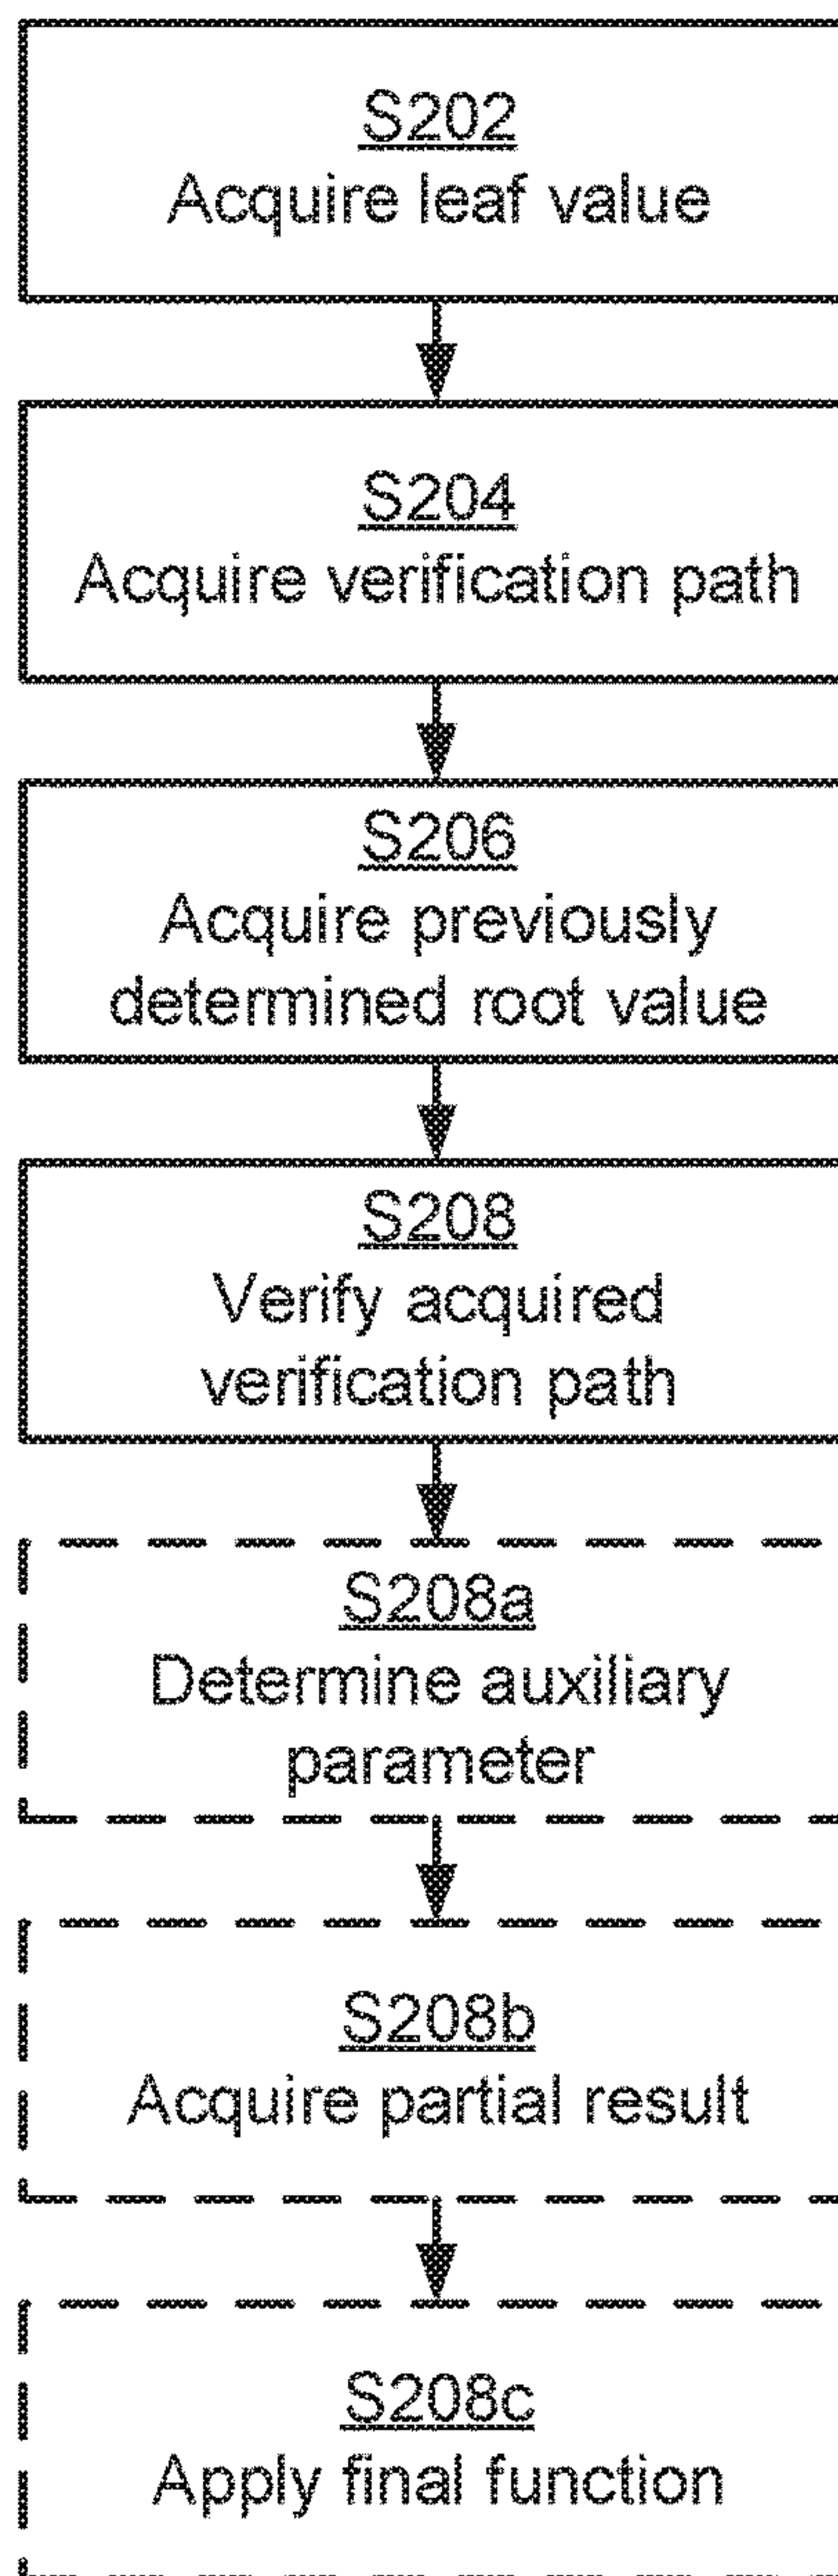 S202
Acquire leaf value
S204
Acquire verification path
S206
Acquire previously
determined root value
S208
Verify acquired
verification path
S208a
Determine auxiliary
parameter
S208b
Acquire partial result
S208c
Apply final function